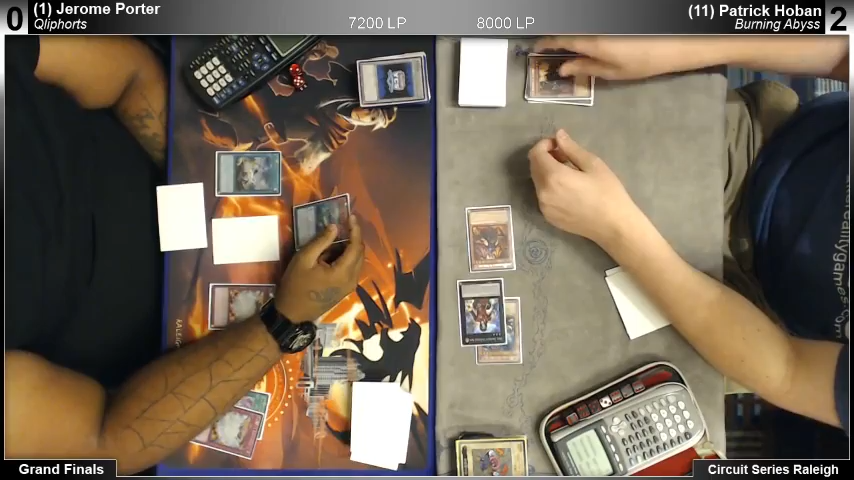 0
(1) Jerome Porter
Qliphorts
7200 LP
8000 LP
(11) Patrick Hoban
Burning Abyss
2
Grand Finals
Circuit Series Raleigh